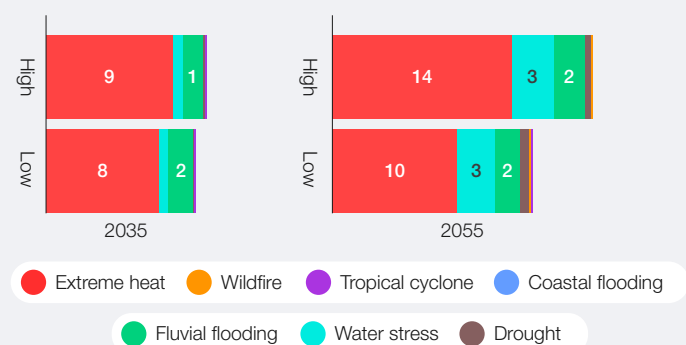 High
9
1
High
14
3
2
Low
8
2
Low
10
3
2
2035
2055
Extreme heat
Wildfire
Tropical cyclone
Coastal flooding
Fluvial flooding
Water stress
Drought